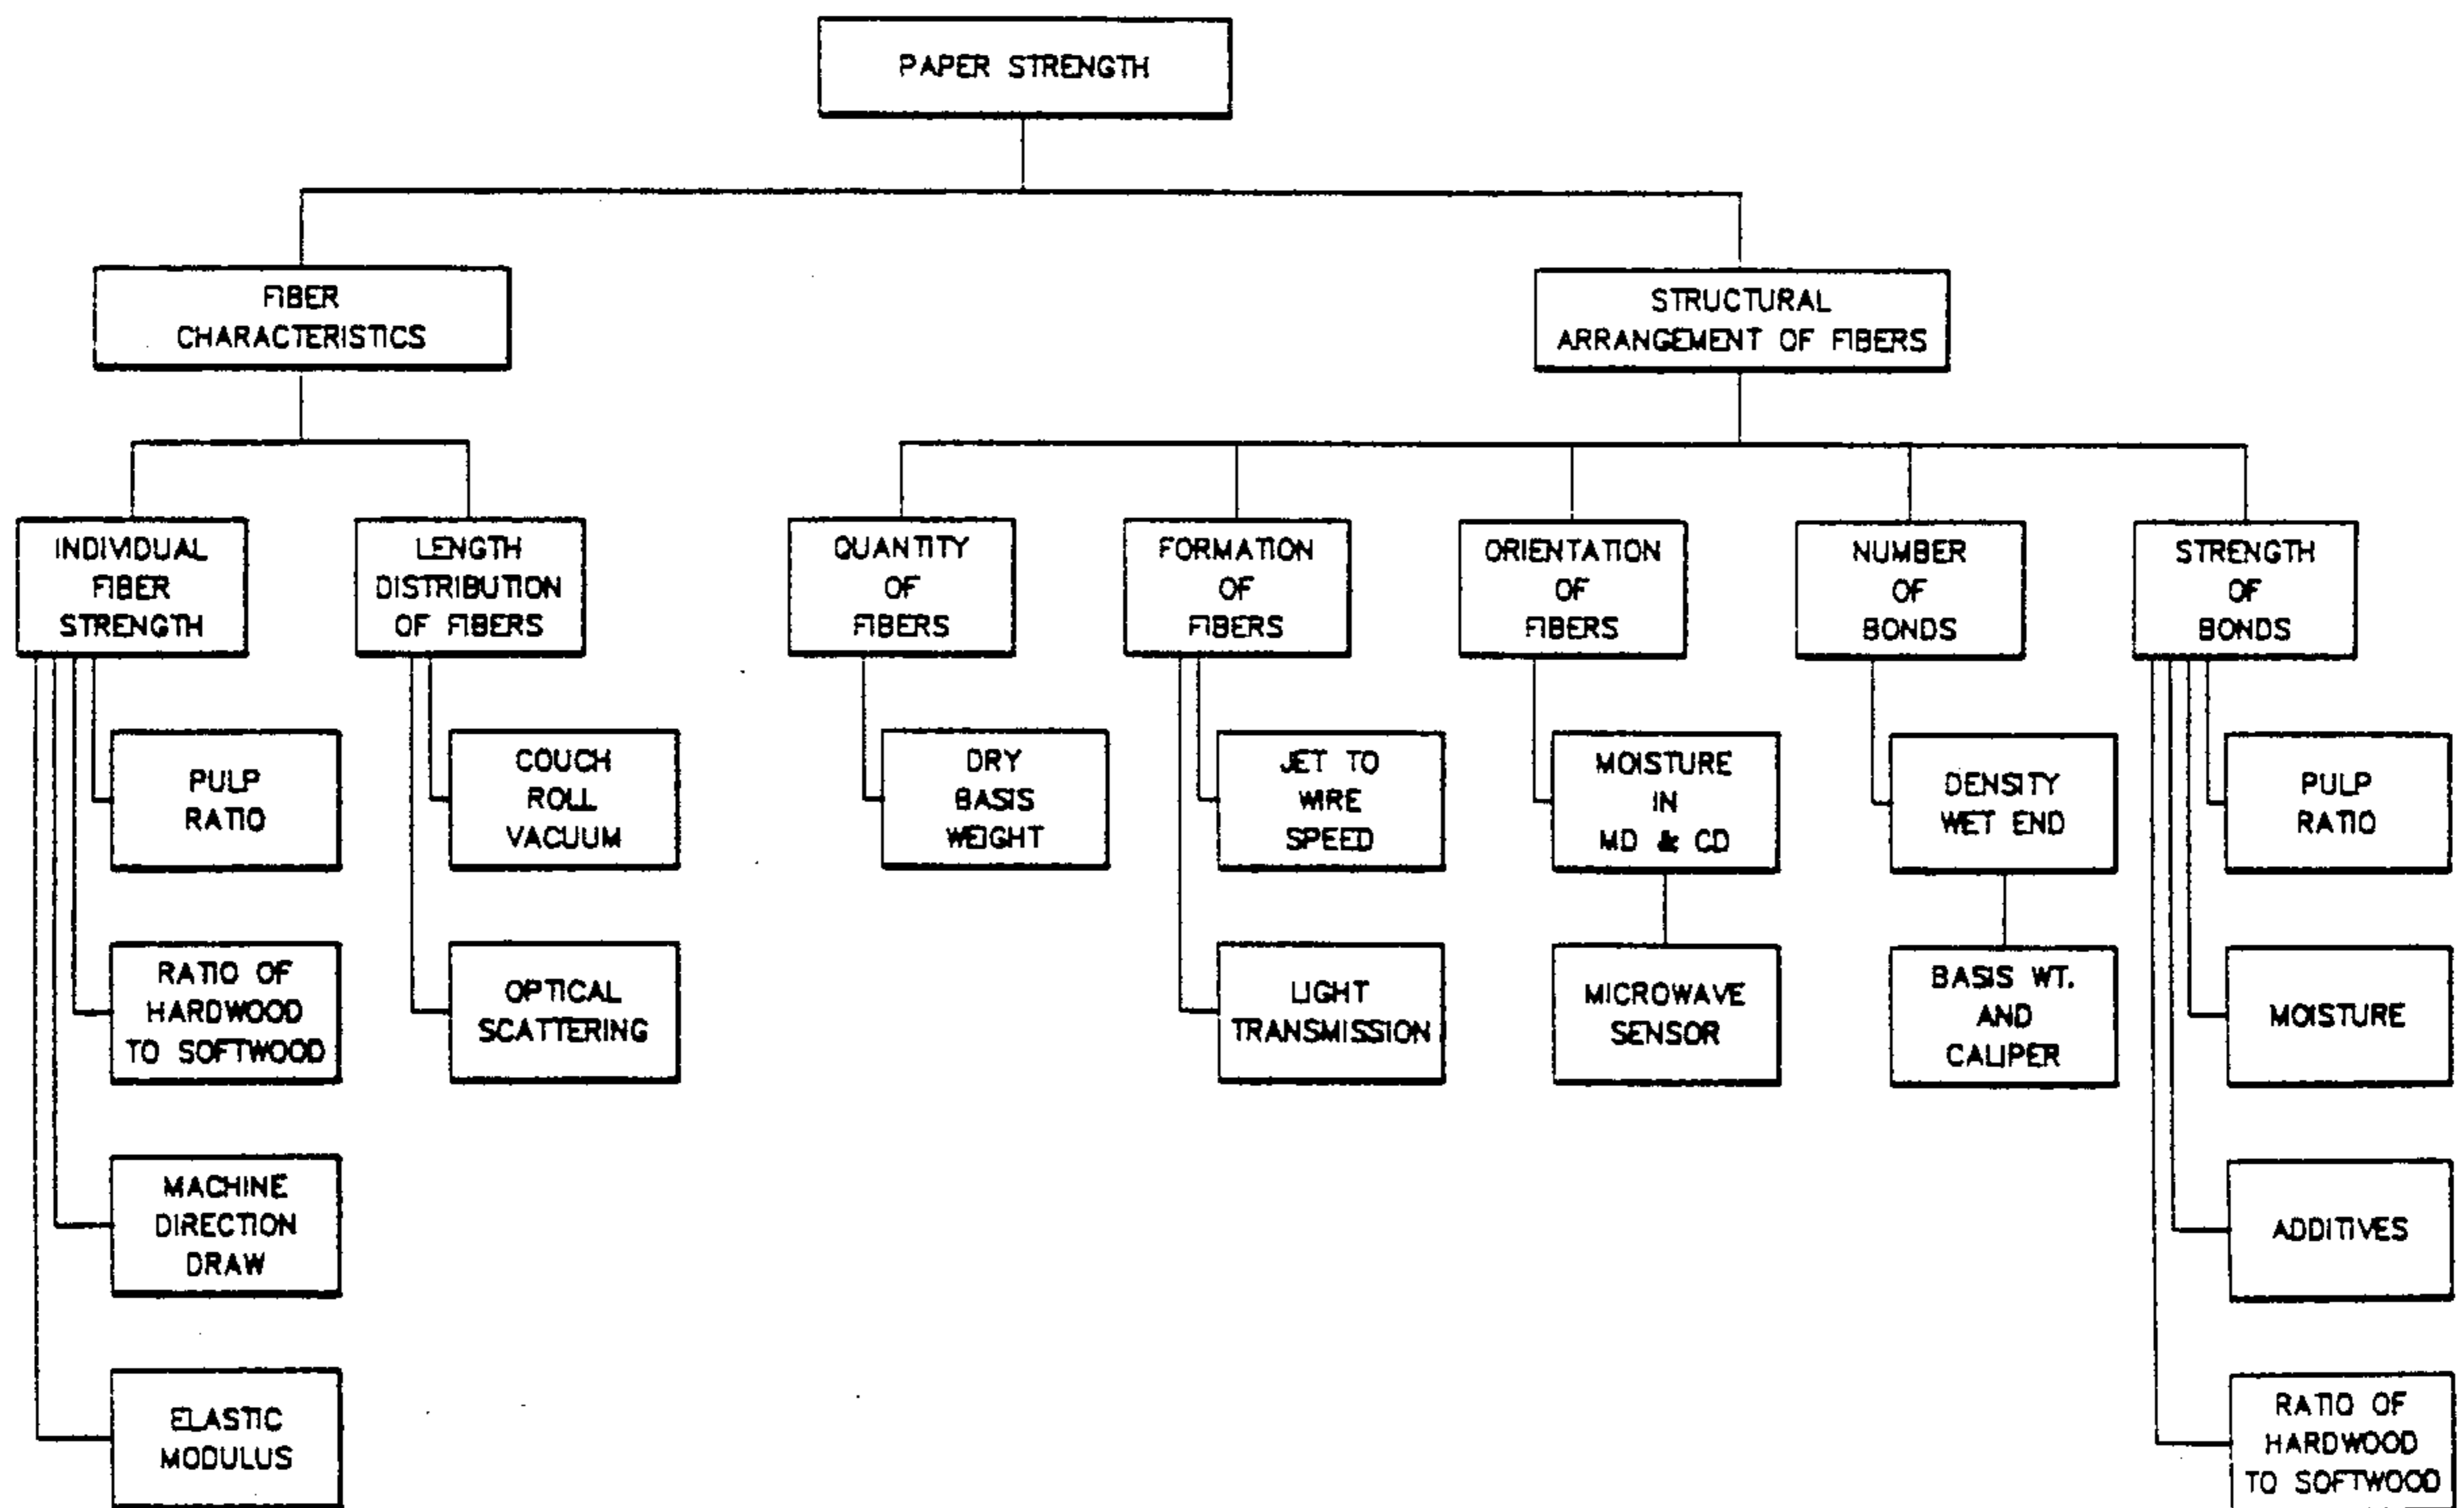 PAPER STRENGTH
FIBER
CHARACTERISTICS
STRUCTURAL
ARRANGEMENT OF FIBERS
INDIVIDUAL
FIBER
STRENGTH
LENGTH
DISTRIBUTION
OF FIBERS
QUANTITY
OF
FIBERS
FORMATION
OF
FIBERS
ORIENTATION
OF
FIBERS
NUMBER
OF
BONDS
STRENGTH
OF
BONDS
PULP
RATIO
COUCH
ROLL
VACUUM
DRY
BASIS
WEIGHT
JET TO
WIRE
SPEED
MOISTURE
IN
MD & CD
DENSITY
WET END
PULP
RATIO
RATIO OF
HARDWOOD
TO SOFTWOOD
OPTICAL
SCATTERING
LIGHT
TRANSMISSION
MICROWAVE
SENSOR
BASIS WT.
AND
CALIPER
MOISTURE
MACHINE
DIRECTION
DRAW
ADDITIVES
ELASTIC
MODULUS
RATIO OF
HARDWOOD
TO SOFTWOOD